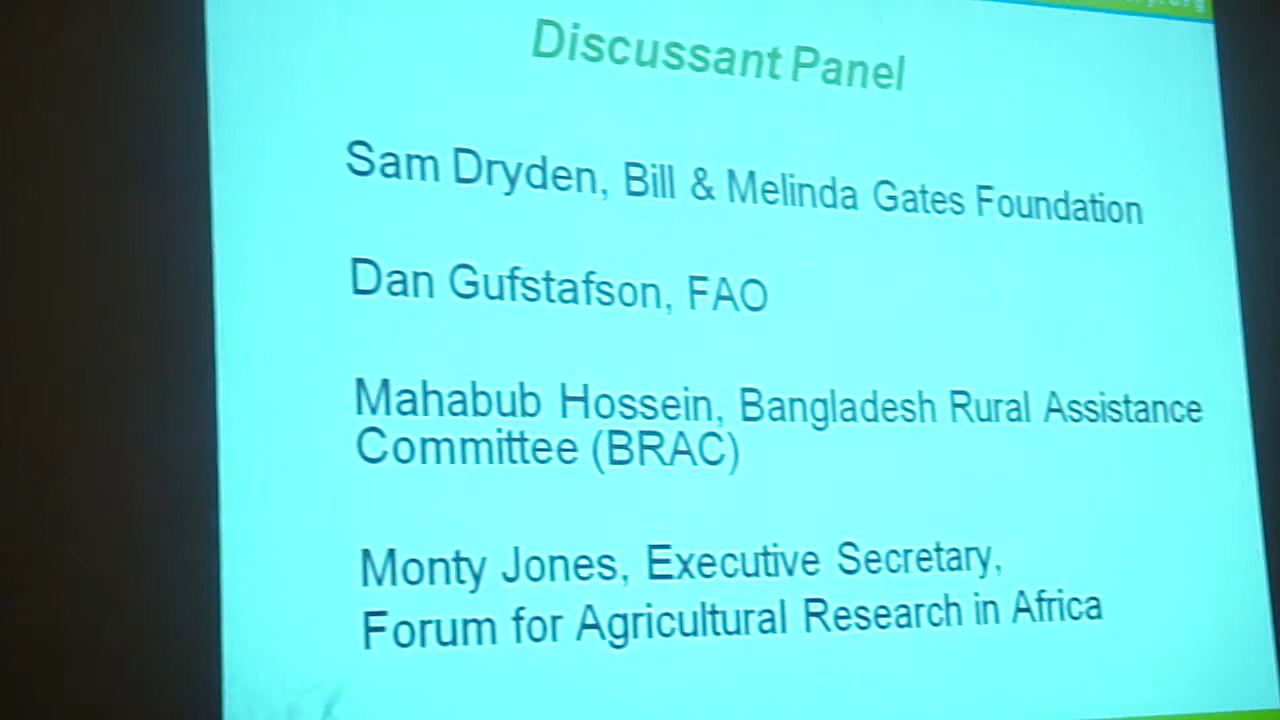 Discussant Panel
Sam Dryden, Bill & Melinda Gates Foundation
Dan Gufstafson, FAO
Mahabub Hossein, Bangladesh Rural Assistance
Committee (BRAC)
Monty Jones, Executive Secretary,
Forum for Agricultural Research in Africa